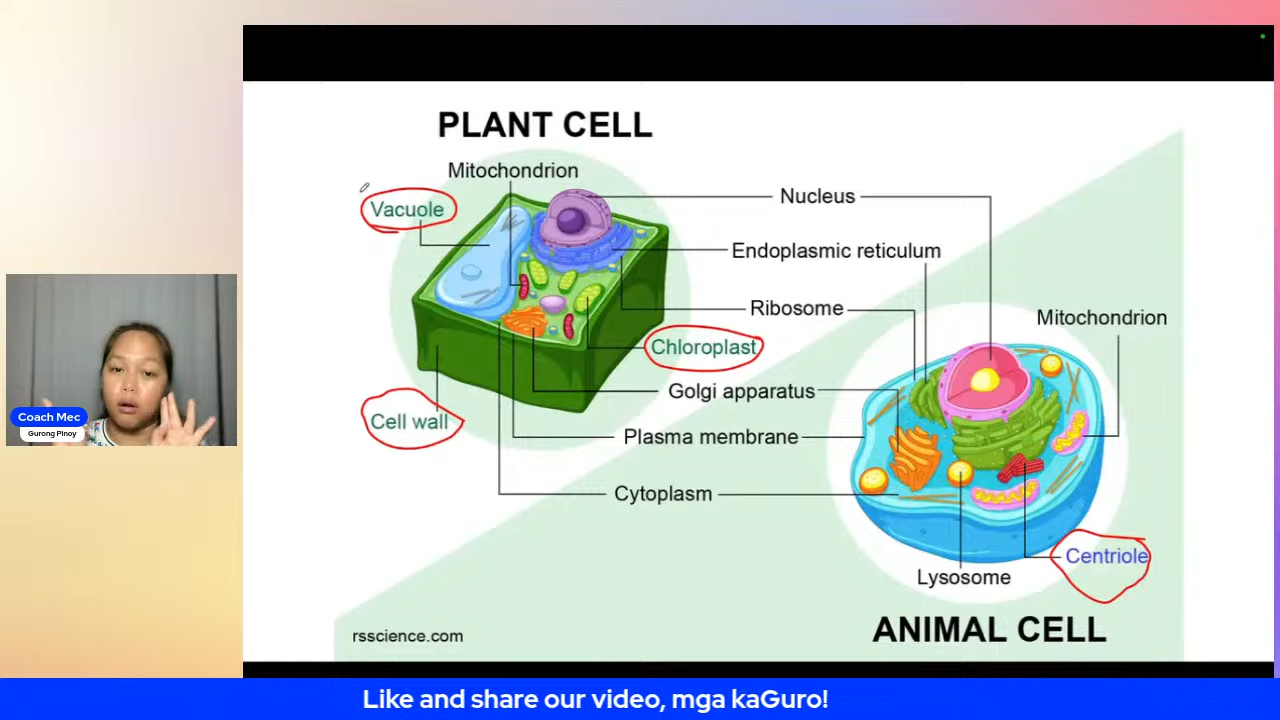 PLANT CELL
Mitochondrion
Vacuole
Nucleus
Endoplasmic reticulum
Ribosome
Mitochondrion
Chloroplast
Golgi apparatus
Cell wall
Plasma membrane
Cytoplasm
Centriole
Lysosome
ANIMAL CELL
rsscience.com
Coach Mec
Gurong Pinoy
Like and share our video, mga kaGuro!